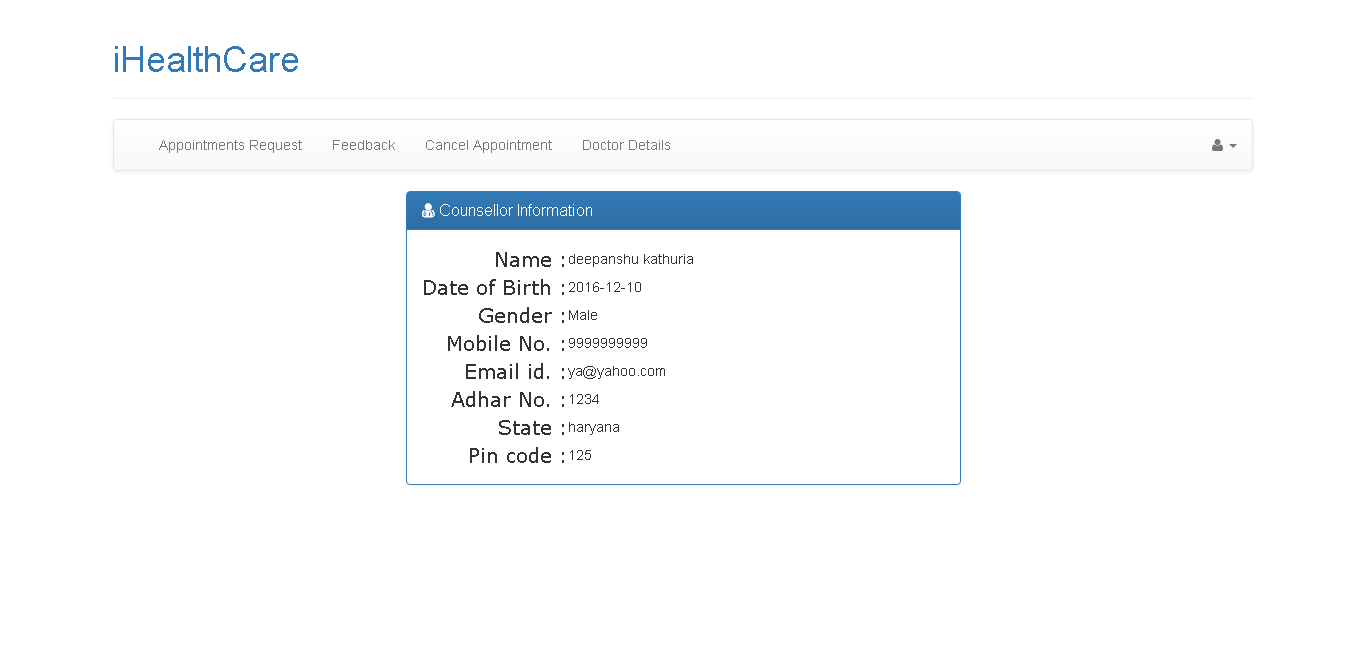 iHealthCare
Appointments Request Feedback Cancel Appointment Doctor Details
Counsellor Information
Name :deepanshu kathuria
Date of Birth :2016-12-10
Gender :Male
Mobile No. :9999999999
Email id. :ya@yahoo.com
Adhar No. :1234
State :haryana
Pin code :125